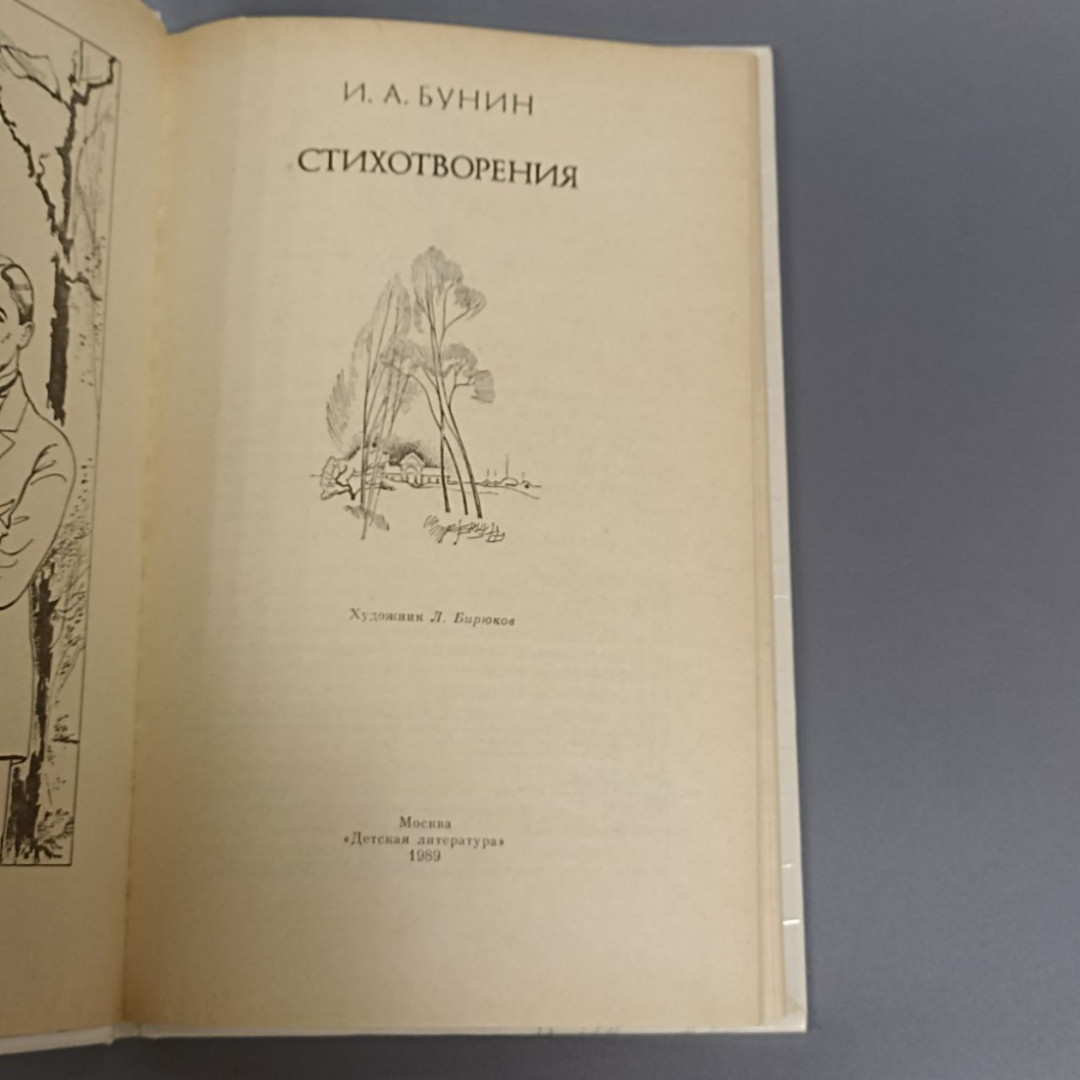 И. А. БУНИН
СТИХОТВОРЕНИЯ
Художник Л. Бирюков
Москва
«Детская литература»
1989